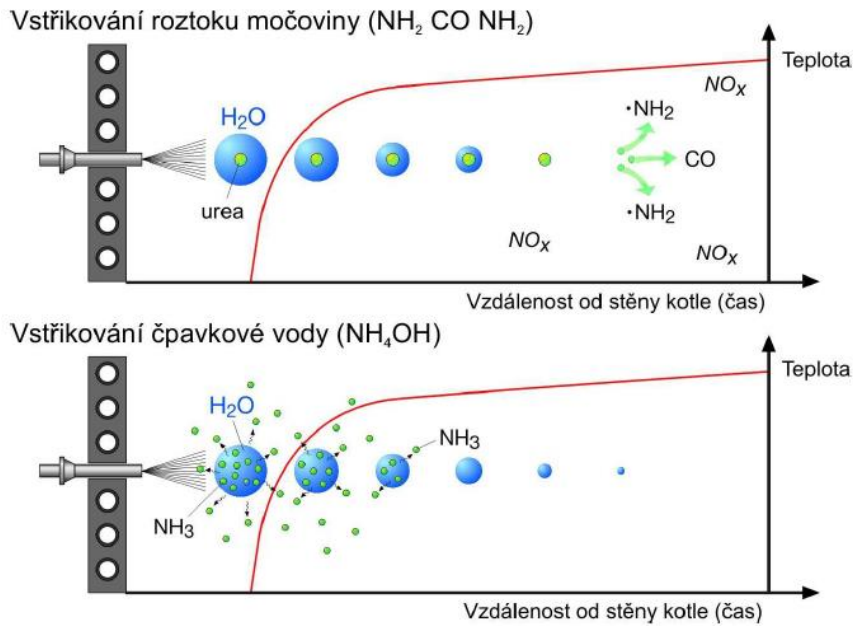 Vstřikování roztoku močoviny (NH₂ CO NH₂)
Teplota
NOₓ
H₂O
·NH₂
CO
urea
·NH₂
NOₓ
NOₓ
Vzdálenost od stěny kotle (čas)
Vstřikování čpavkové vody (NH₄OH)
Teplota
H₂O
NH₃
NH₃
Vzdálenost od stěny kotle (čas)